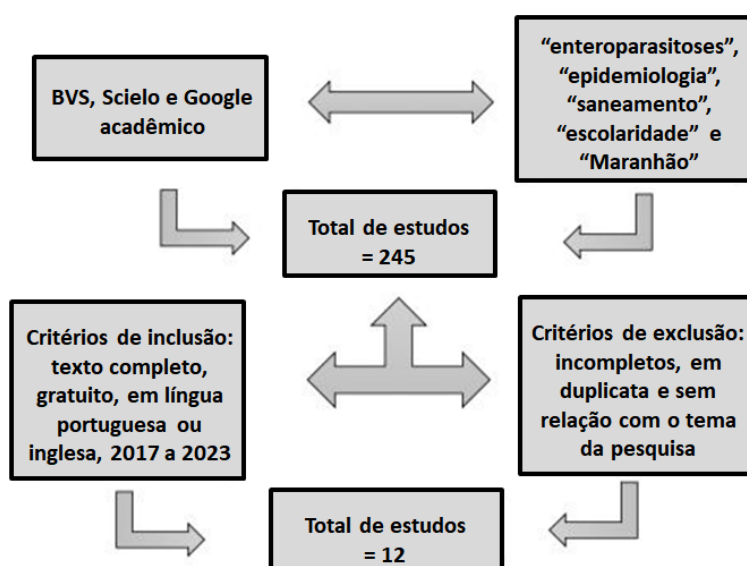 BVS, Scielo e Google
acadêmico
“enteroparasitoses”,
“epidemiologia”,
“saneamento”,
“escolaridade” e
“Maranhão”
Total de estudos
= 245
Critérios de inclusão:
texto completo,
gratuito, em língua
portuguesa ou
inglesa, 2017 a 2023
Critérios de exclusão:
incompletos, em
duplicata e sem
relação com o tema
da pesquisa
Total de estudos
= 12